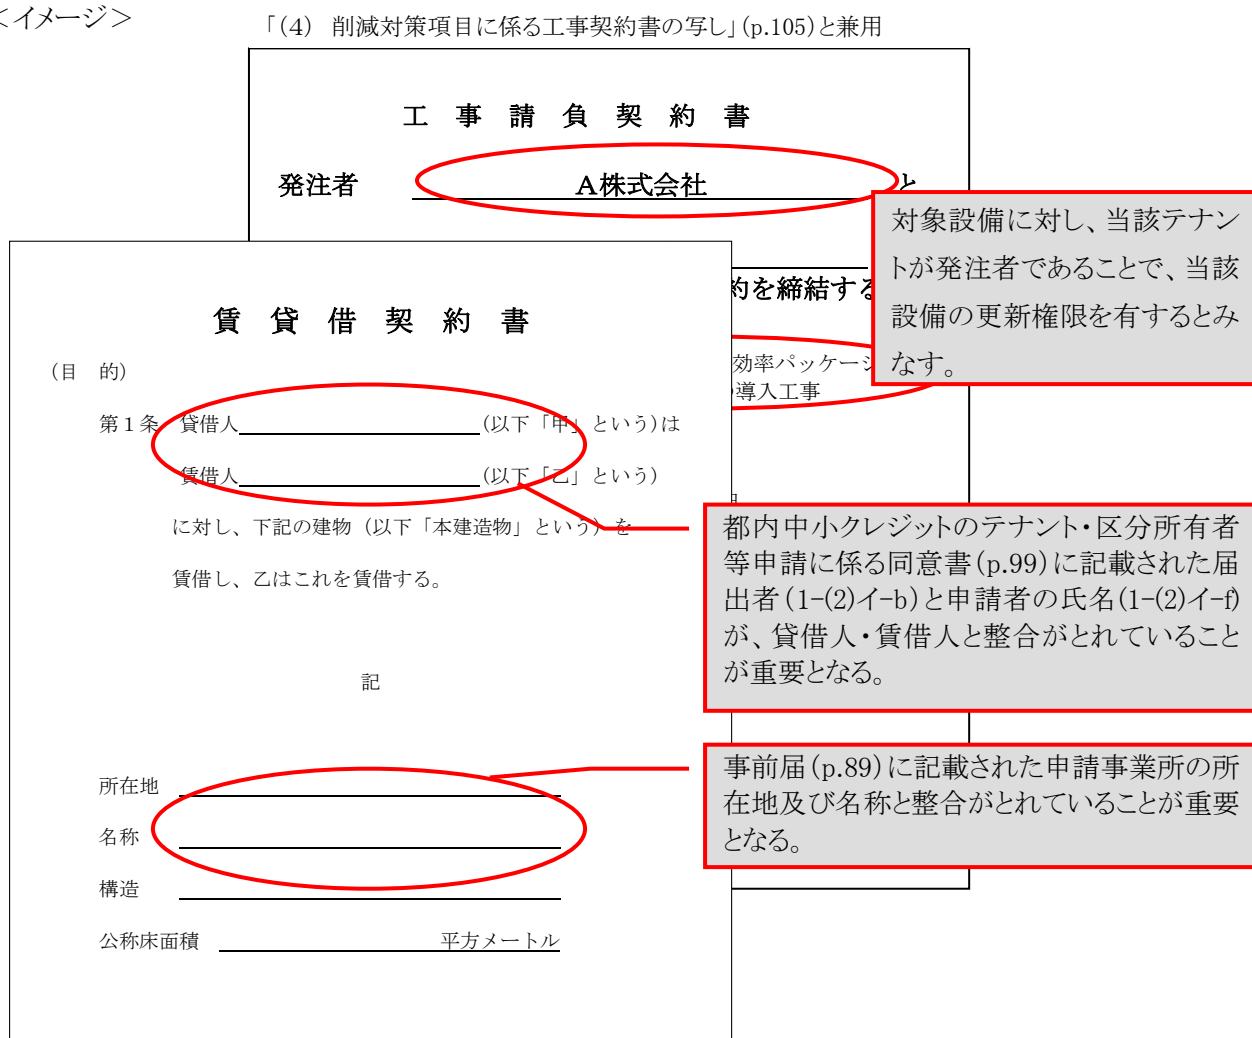 ＜イメージ＞
「(4) 削減対策項目に係る工事契約書の写し」(p.105)と兼用
工 事 請 負 契 約 書
発注者 A株式会社 と
対象設備に対し、当該テナン
トが発注者であることで、当該
設備の更新権限を有するとみ
なす。
約を締結する
効率パッケージ
導入工事
賃 貸 借 契 約 書
(目 的)
第1条 貸借人 (以下「甲」という)は
賃借人 (以下「乙」という)
に対し、下記の建物（以下「本建造物」という）を
賃借し、乙はこれを賃借する。
都内中小クレジットのテナント・区分所有者
等申請に係る同意書(p.99)に記載された届
出者(1-(2)イ-b)と申請者の氏名(1-(2)イ-f)
が、貸借人・賃借人と整合がとれていること
が重要となる。
記
事前届(p.89)に記載された申請事業所の所
在地及び名称と整合がとれていることが重要
となる。
所在地
名称
構造
公称床面積 平方メートル